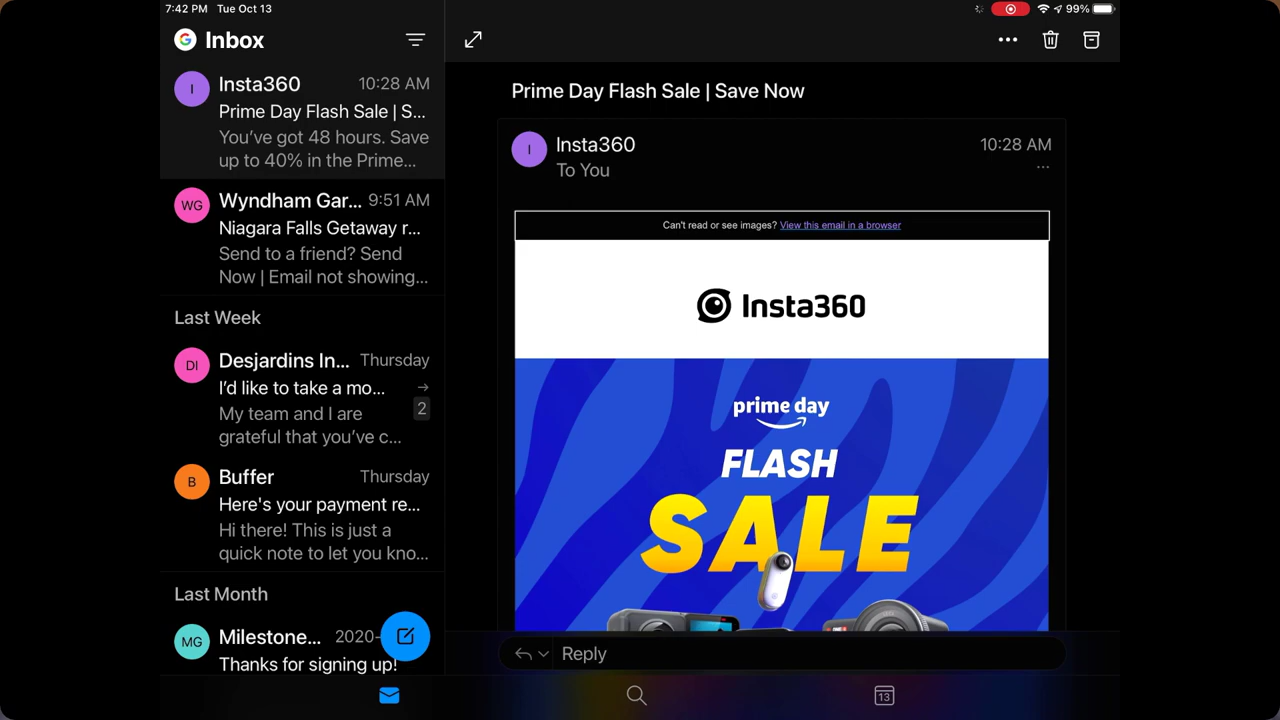 7:42 PM Tue Oct 13
99%
Inbox
I
Insta360 10:28 AM
Prime Day Flash Sale | S...
You've got 48 hours. Save
up to 40% in the Prime...
WG
Wyndham Gar... 9:51 AM
Niagara Falls Getaway r...
Send to a friend? Send
Now | Email not showing...
Last Week
DI
Desjardins In... Thursday
I'd like to take a mo...
My team and I are
2
grateful that you've c...
B
Buffer Thursday
Here's your payment re...
Hi there! This is just a
quick note to let you kno...
Last Month
MG
Milestone... 2020-
Thanks for signing up!
Prime Day Flash Sale | Save Now
I
Insta360 10:28 AM
To You
Can't read or see images? View this email in a browser
Insta360
prime day
FLASH
SALE
Reply
13